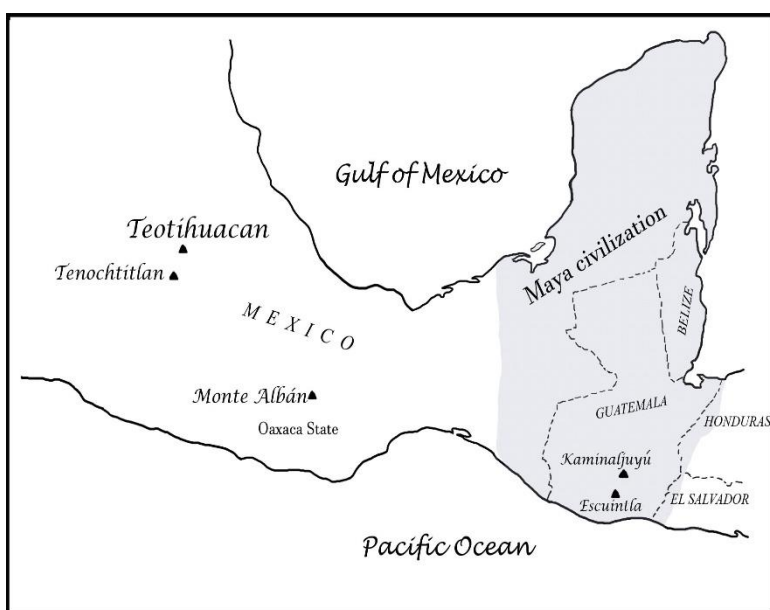 Gulf of Mexico
Teotihuacan
Tenochtitlan
Maya civilization
MEXICO
BELIZE
Monte Albán
Oaxaca State
GUATEMALA
HONDURAS
Kaminaljuyú
Escuintla
EL SALVADOR
Pacific Ocean